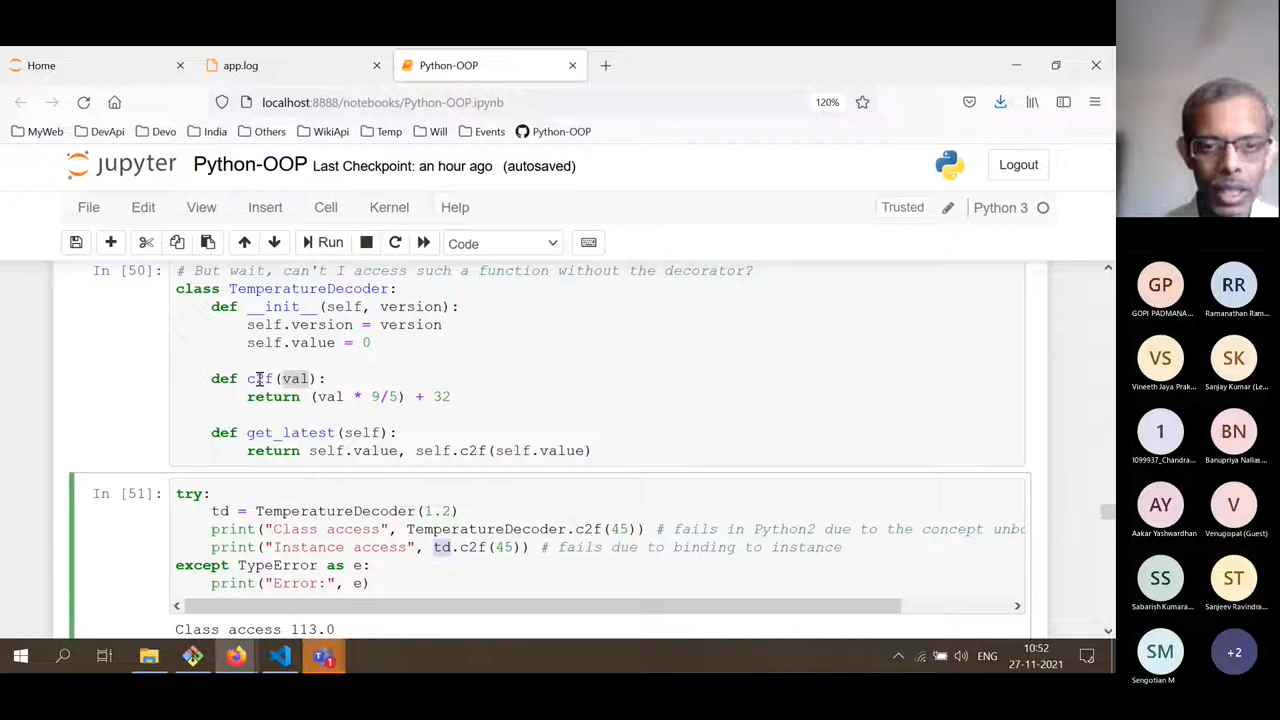 Home
app.log
Python-OOP
localhost:8888/notebooks/Python-OOP.ipynb
120%
MyWeb
DevApi
Devo
India
Others
WikiApi
Temp
Will
Events
Python-OOP
jupyter
Python-OOP Last Checkpoint: an hour ago (autosaved)
Logout
File
Edit
View
Insert
Cell
Kernel
Help
Trusted
Python 3
Run
Code
In [50]:
# But wait, can't I access such a function without the decorator?
class TemperatureDecoder:
def __init__(self, version):
self.version = version
self.value = 0
def c2f(val):
return (val * 9/5) + 32
def get_latest(self):
return self.value, self.c2f(self.value)
In [51]:
try:
td = TemperatureDecoder(1.2)
print("Class access", TemperatureDecoder.c2f(45)) # fails in Python2 due to the concept unbo
print("Instance access", td.c2f(45)) # fails due to binding to instance
except TypeError as e:
print("Error:", e)
Class access 113.0
ENG
10:52
27-11-2021
1
GP
GOPI PADMANA...
RR
Ramanathan Ram...
VS
Vineeth Jaya Prak...
SK
Sanjay Kumar (Le...
1
1099937_Chandra...
BN
Banupriya Nallas...
AY
Aakar Yashwardhan
V
Venugopal (Guest)
SS
Sabarish Kumara...
ST
Sanjeev Ravindra...
SM
Sengotian M
+2